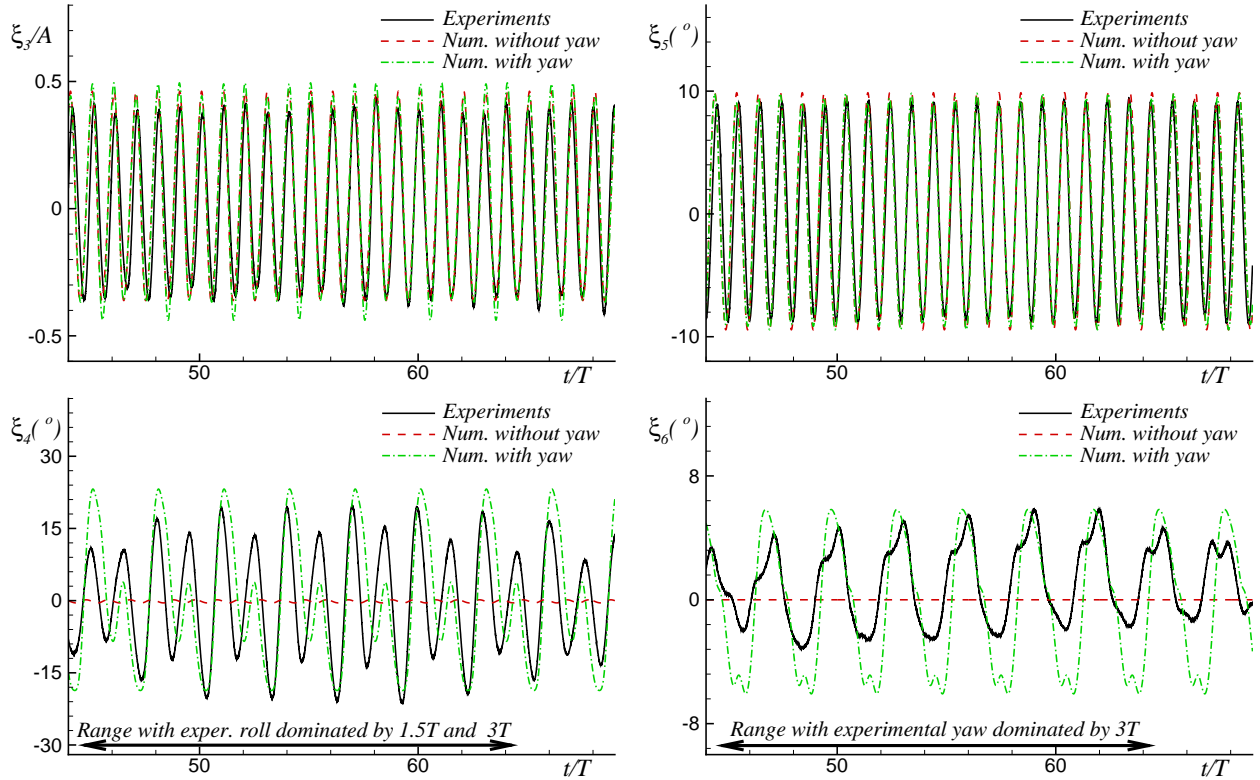 ξ3/A
Experiments
Num. without yaw
Num. with yaw
0.5
0
-0.5
50
60
t/T
ξ5(°)
Experiments
Num. without yaw
Num. with yaw
10
0
-10
50
60
t/T
ξ4(°)
Experiments
Num. without yaw
Num. with yaw
30
15
0
-15
-30
Range with exper. roll dominated by 1.5T and 3T
50
60
t/T
ξ6(°)
Experiments
Num. without yaw
Num. with yaw
8
0
-8
Range with experimental yaw dominated by 3T
50
60
t/T